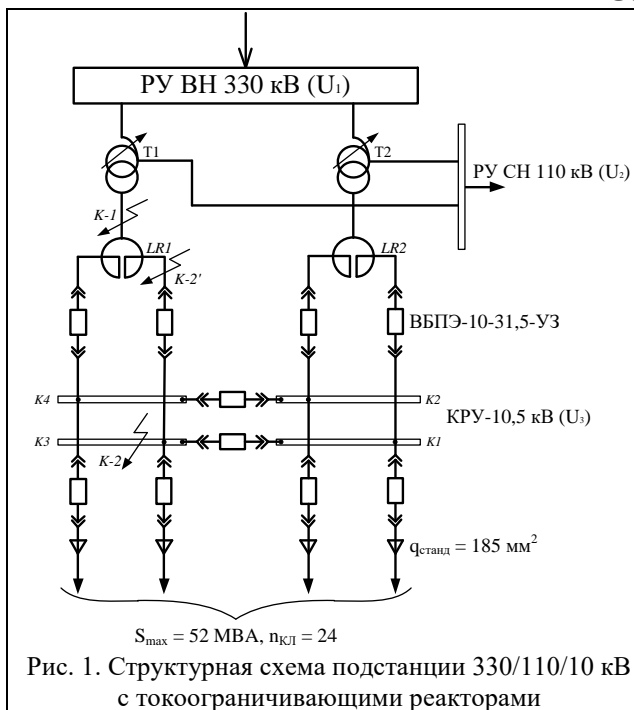 РУ ВН 330 кВ (U₁)
T1
T2
РУ СН 110 кВ (U₂)
K-1
LR1
LR2
K-2'
ВБПЭ-10-31,5-УЗ
K4
K2
КРУ-10,5 кВ (U₃)
K3
K1
K-2
qстанд = 185 мм²
Smax = 52 МВА, nКЛ = 24
Рис. 1. Структурная схема подстанции 330/110/10 кВ
с токоограничивающими реакторами